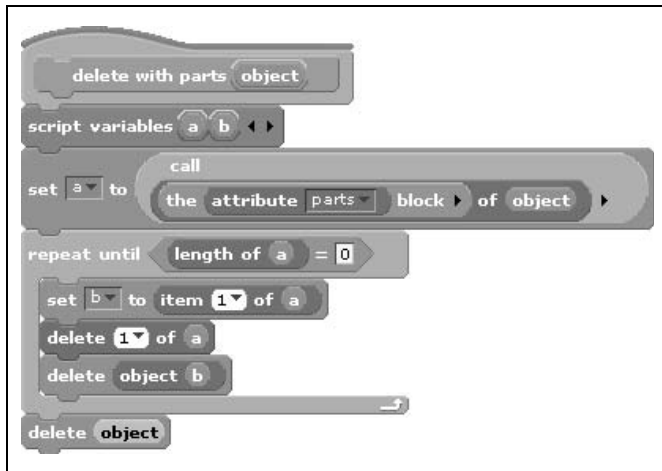 delete with parts object
script variables a b
call
set a to the attribute parts block of object
repeat until length of a = 0
set b to item 1 of a
delete 1 of a
delete object b
delete object